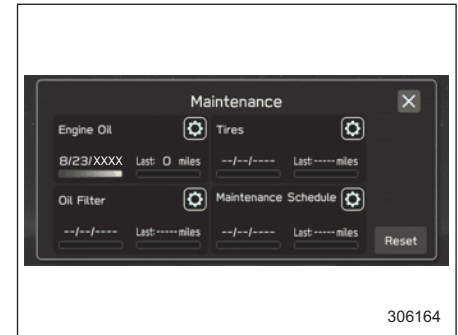 Maintenance
Engine Oil
8/23/XXXX Last: 0 miles
Tires
--/--/---- Last:-----miles
Oil Filter
--/--/---- Last:-----miles
Maintenance Schedule
--/--/---- Last:-----miles
Reset
306164